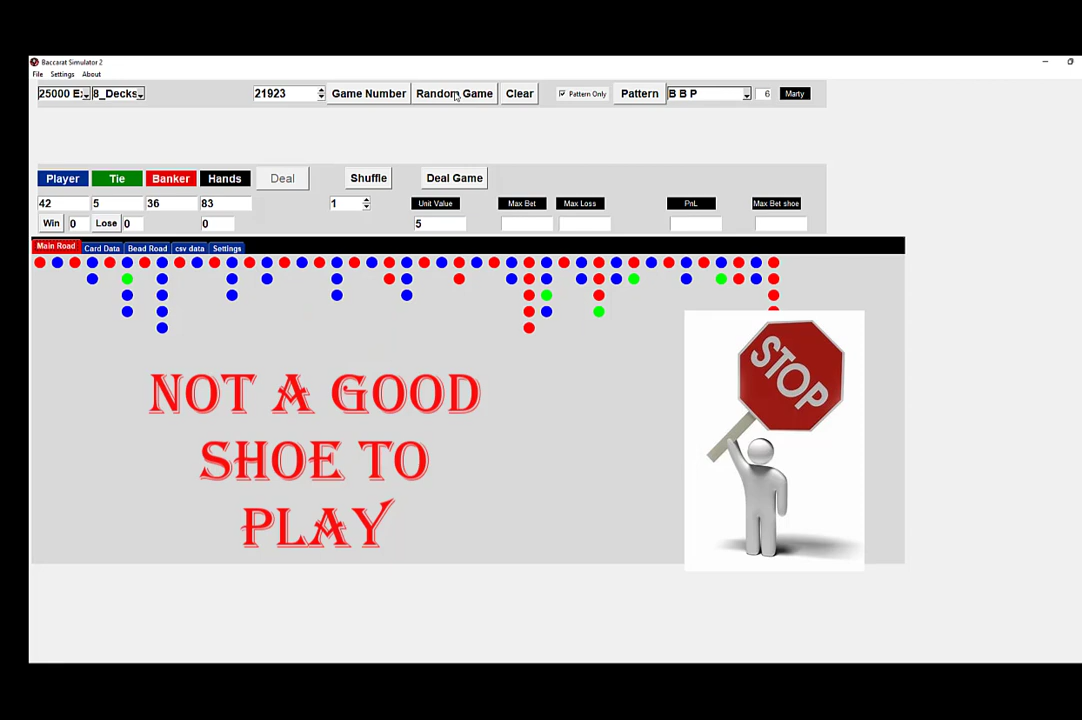 Baccarat Simulator 2
File Settings About
25000 E: 8_Decks 21923 Game Number Random Game Clear Pattern Only Pattern B B P 6 Marty
Player Tie Banker Hands Deal Shuffle Deal Game
42 5 36 83 1 Unit Value Max Bet Max Loss PnL Max Bet shoe
Win 0 Lose 0 0 5
Main Road Card Data Bead Road csv data Settings
STOP
NOT A GOOD
SHOE TO
PLAY